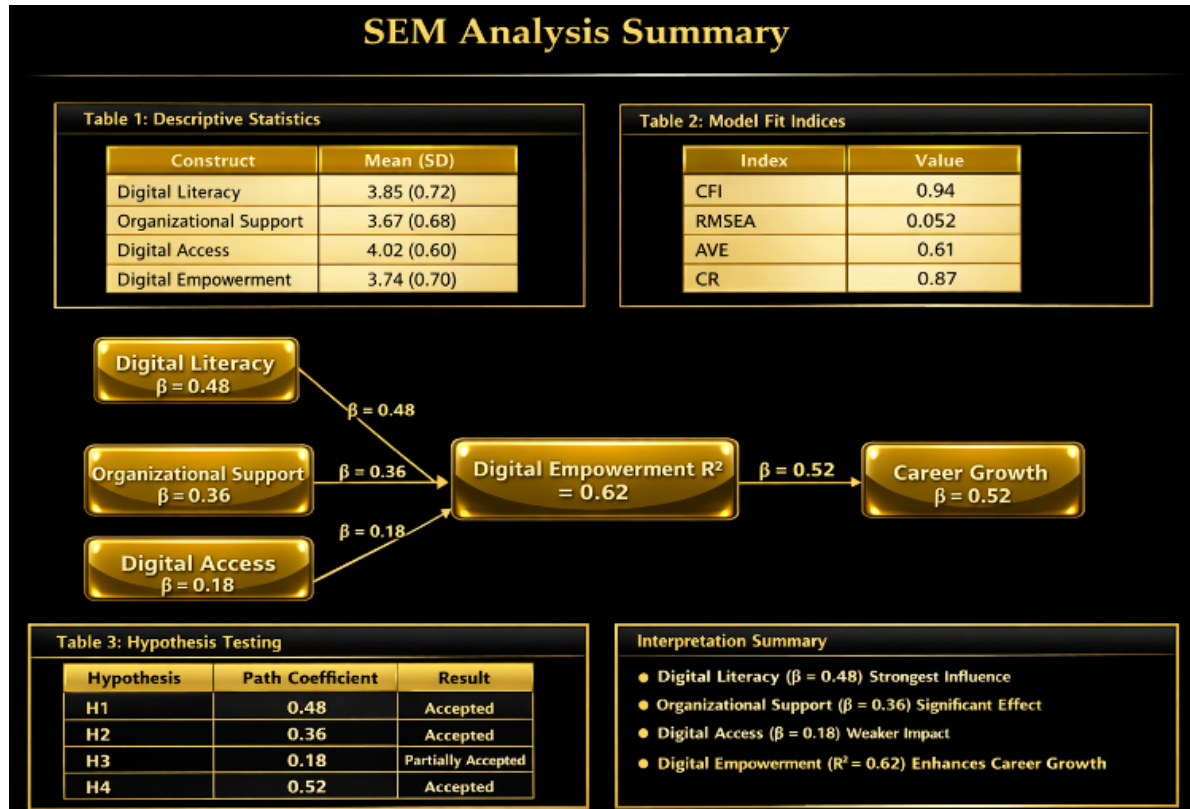 SEM Analysis Summary
Table 1: Descriptive Statistics
Construct Mean (SD)
Digital Literacy 3.85 (0.72)
Organizational Support 3.67 (0.68)
Digital Access 4.02 (0.60)
Digital Empowerment 3.74 (0.70)
Table 2: Model Fit Indices
Index Value
CFI 0.94
RMSEA 0.052
AVE 0.61
CR 0.87
Digital Literacy
β = 0.48
β = 0.48
Organizational Support
β = 0.36
β = 0.36
Digital Access
β = 0.18
β = 0.18
Digital Empowerment R²
= 0.62
β = 0.52
Career Growth
β = 0.52
Table 3: Hypothesis Testing
Hypothesis Path Coefficient Result
H1 0.48 Accepted
H2 0.36 Accepted
H3 0.18 Partially Accepted
H4 0.52 Accepted
Interpretation Summary
● Digital Literacy (β = 0.48) Strongest Influence
● Organizational Support (β = 0.36) Significant Effect
● Digital Access (β = 0.18) Weaker Impact
● Digital Empowerment (R² = 0.62) Enhances Career Growth